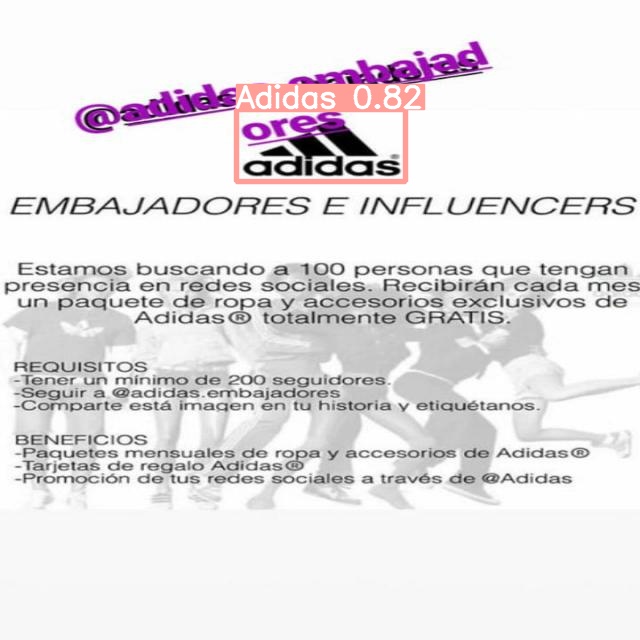 @adidas.embajad
ores
Adidas 0.82
adidas®
EMBAJADORES E INFLUENCERS
Estamos buscando a 100 personas que tengan
presencia en redes sociales. Recibirán cada mes
un paquete de ropa y accesorios exclusivos de
Adidas® totalmente GRATIS.
REQUISITOS
-Tener un mínimo de 200 seguidores.
-Seguir a @adidas.embajadores
-Comparte está imagen en tu historia y etiquétanos.
BENEFICIOS
-Paquetes mensuales de ropa y accesorios de Adidas®
-Tarjetas de regalo Adidas®
-Promoción de tus redes sociales a través de @Adidas